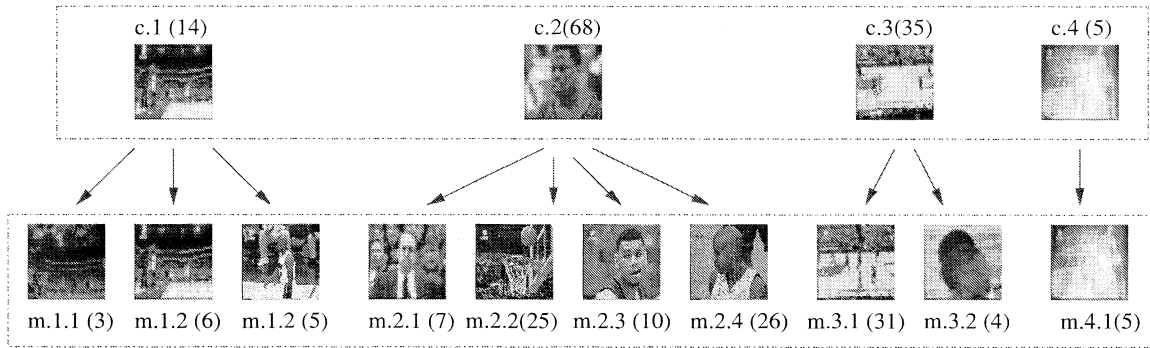 c.1 (14) c.2(68) c.3(35) c.4 (5)
m.1.1 (3) m.1.2 (6) m.1.2 (5) m.2.1 (7) m.2.2(25) m.2.3 (10) m.2.4 (26) m.3.1 (31) m.3.2 (4) m.4.1(5)